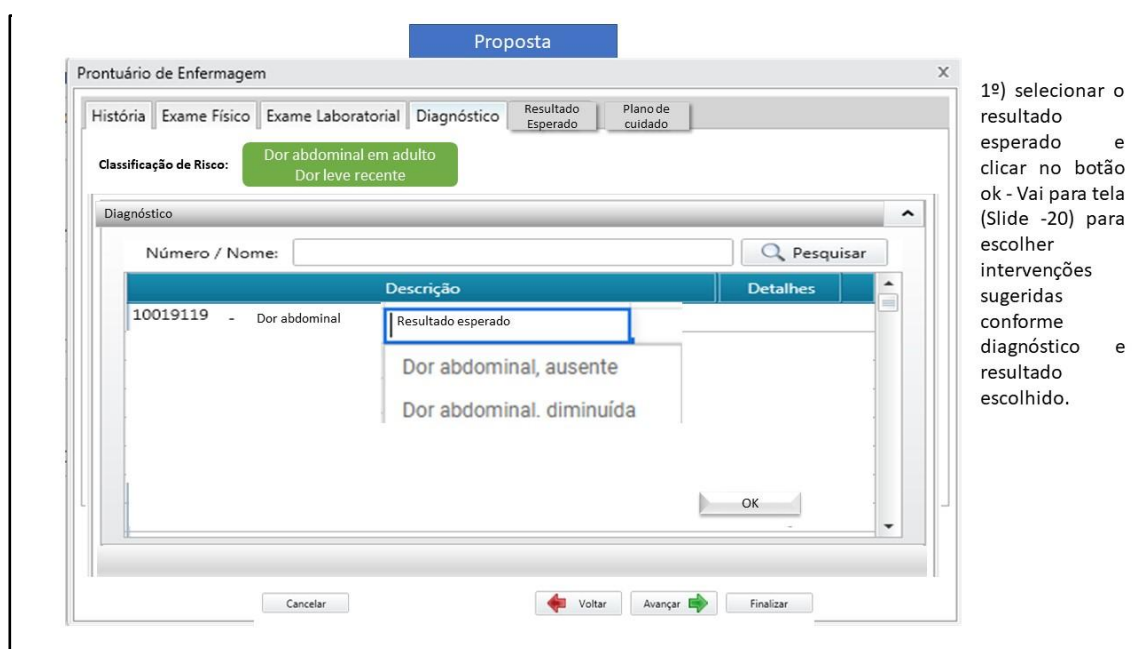 Proposta
Prontuário de Enfermagem X
História Exame Físico Exame Laboratorial Diagnóstico Resultado Esperado Plano de cuidado
Classificação de Risco:
Dor abdominal em adulto
Dor leve recente
Diagnóstico
Número / Nome: Pesquisar
Descrição Detalhes
10019119 - Dor abdominal Resultado esperado
Dor abdominal, ausente
Dor abdominal. diminuída
OK
Cancelar Voltar Avançar Finalizar
1º) selecionar o
resultado
esperado e
clicar no botão
ok - Vai para tela
(Slide -20) para
escolher
intervenções
sugeridas
conforme
diagnóstico e
resultado
escolhido.